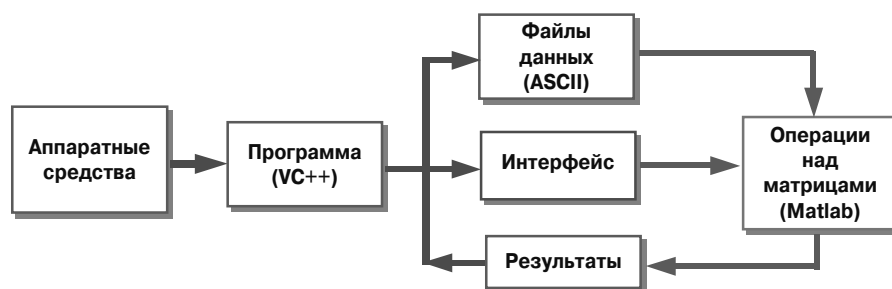 Аппаратные
средства
Программа
(VC++)
Файлы
данных
(ASCII)
Интерфейс
Результаты
Операции
над
матрицами
(Matlab)